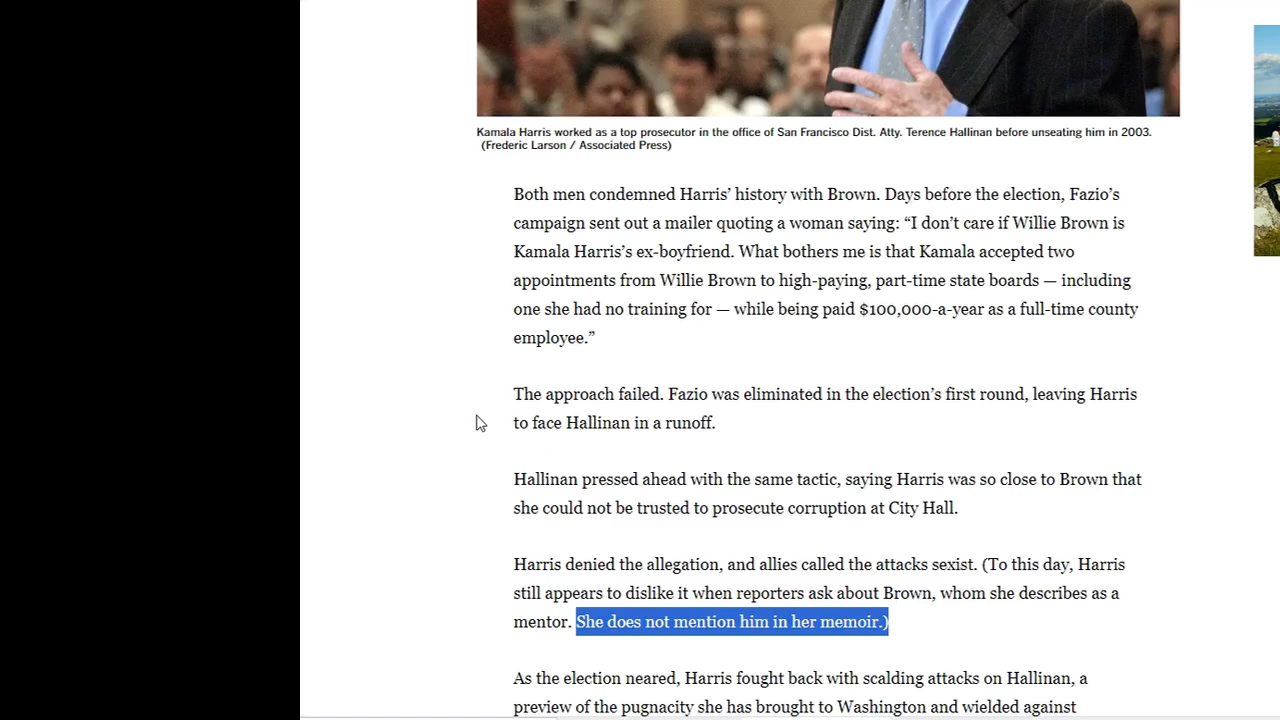 Kamala Harris worked as a top prosecutor in the office of San Francisco Dist. Atty. Terence Hallinan before unseating him in 2003.
(Frederic Larson / Associated Press)
Both men condemned Harris’ history with Brown. Days before the election, Fazio’s
campaign sent out a mailer quoting a woman saying: “I don’t care if Willie Brown is
Kamala Harris’s ex-boyfriend. What bothers me is that Kamala accepted two
appointments from Willie Brown to high-paying, part-time state boards — including
one she had no training for — while being paid $100,000-a-year as a full-time county
employee.”
The approach failed. Fazio was eliminated in the election’s first round, leaving Harris
to face Hallinan in a runoff.
Hallinan pressed ahead with the same tactic, saying Harris was so close to Brown that
she could not be trusted to prosecute corruption at City Hall.
Harris denied the allegation, and allies called the attacks sexist. (To this day, Harris
still appears to dislike it when reporters ask about Brown, whom she describes as a
mentor. She does not mention him in her memoir.)
As the election neared, Harris fought back with scalding attacks on Hallinan, a
preview of the pugnacity she has brought to Washington and wielded against